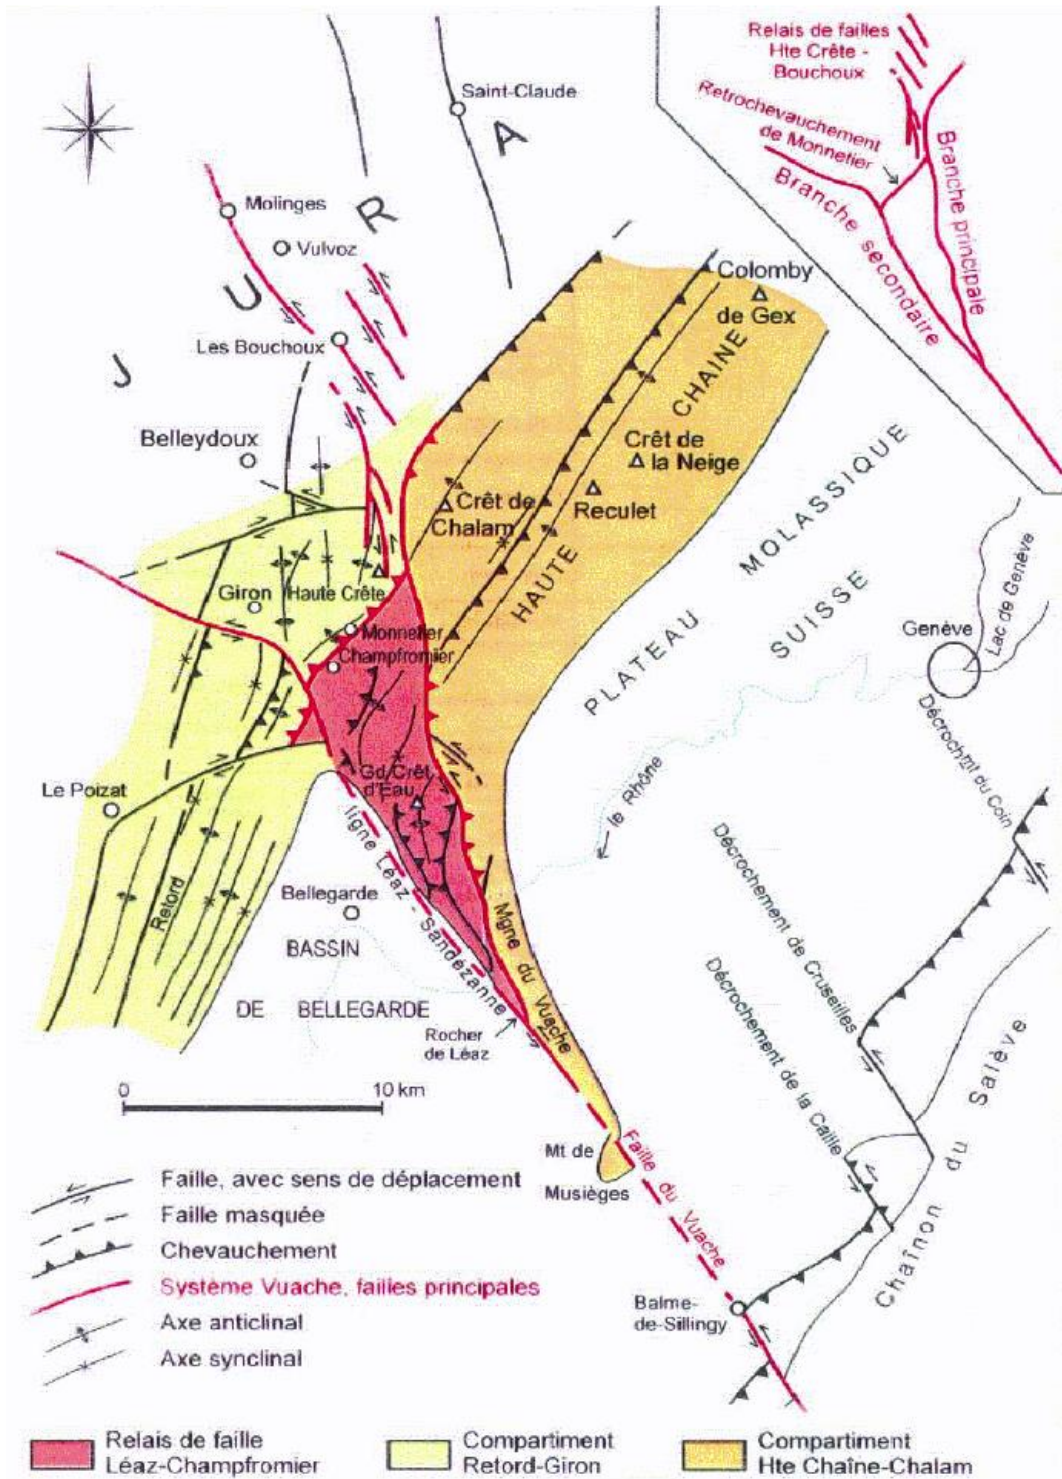 Relais de failles
Hte Crête -
Bouchoux
Retrochevauchement
de Monnetier
Branche principale
Branche secondaire
Saint-Claude
J U R A
Molinges
Vulvoz
Les Bouchoux
Belleydoux
Colomby
de Gex
HAUTE CHAINE
Crêt de
la Neige
Reculet
Crêt de
Chalam
PLATEAU MOLASSIQUE
SUISSE
Genève
Lac de Genève
Giron
Haute Crête
Monnetier
Champfromier
Gd Crêt
d'Eau
le Rhône
Décrochmt du Coin
Le Poizat
Retord
ligne Léaz - Sandézanne
Bellegarde
BASSIN
DE BELLEGARDE
Mgne du Vuache
Rocher
de Léaz
Décrochement de Cruseilles
Décrochement de la Caille
Chaînon du Salève
0 10 km
Mt de
Musièges
Faille du Vuache
Balme-
de-Sillingy
Faille, avec sens de déplacement
Faille masquée
Chevauchement
Système Vuache, failles principales
Axe anticlinal
Axe synclinal
Relais de faille
Léaz-Champfromier
Compartiment
Retord-Giron
Compartiment
Hte Chaîne-Chalam